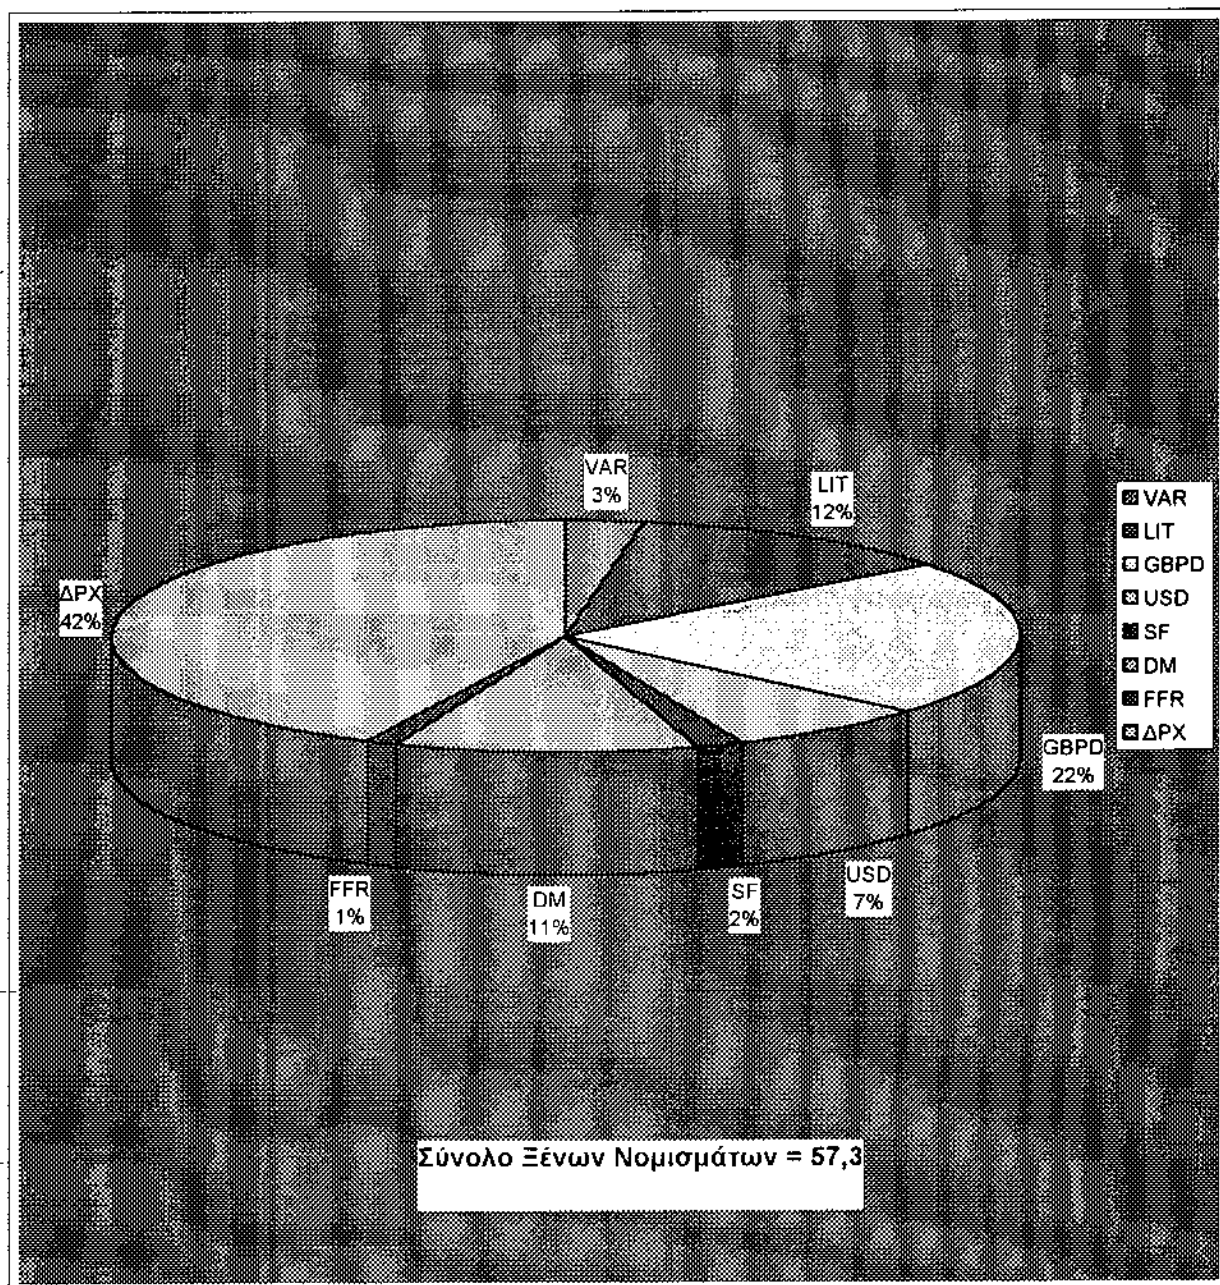 VAR
3%
LIT
12%
ΔΡΧ
42%
GBPD
22%
USD
7%
SF
2%
DM
11%
FFR
1%
VAR
LIT
GBPD
USD
SF
DM
FFR
ΔΡΧ
Σύνολο Ξένων Νομισμάτων = 57,3